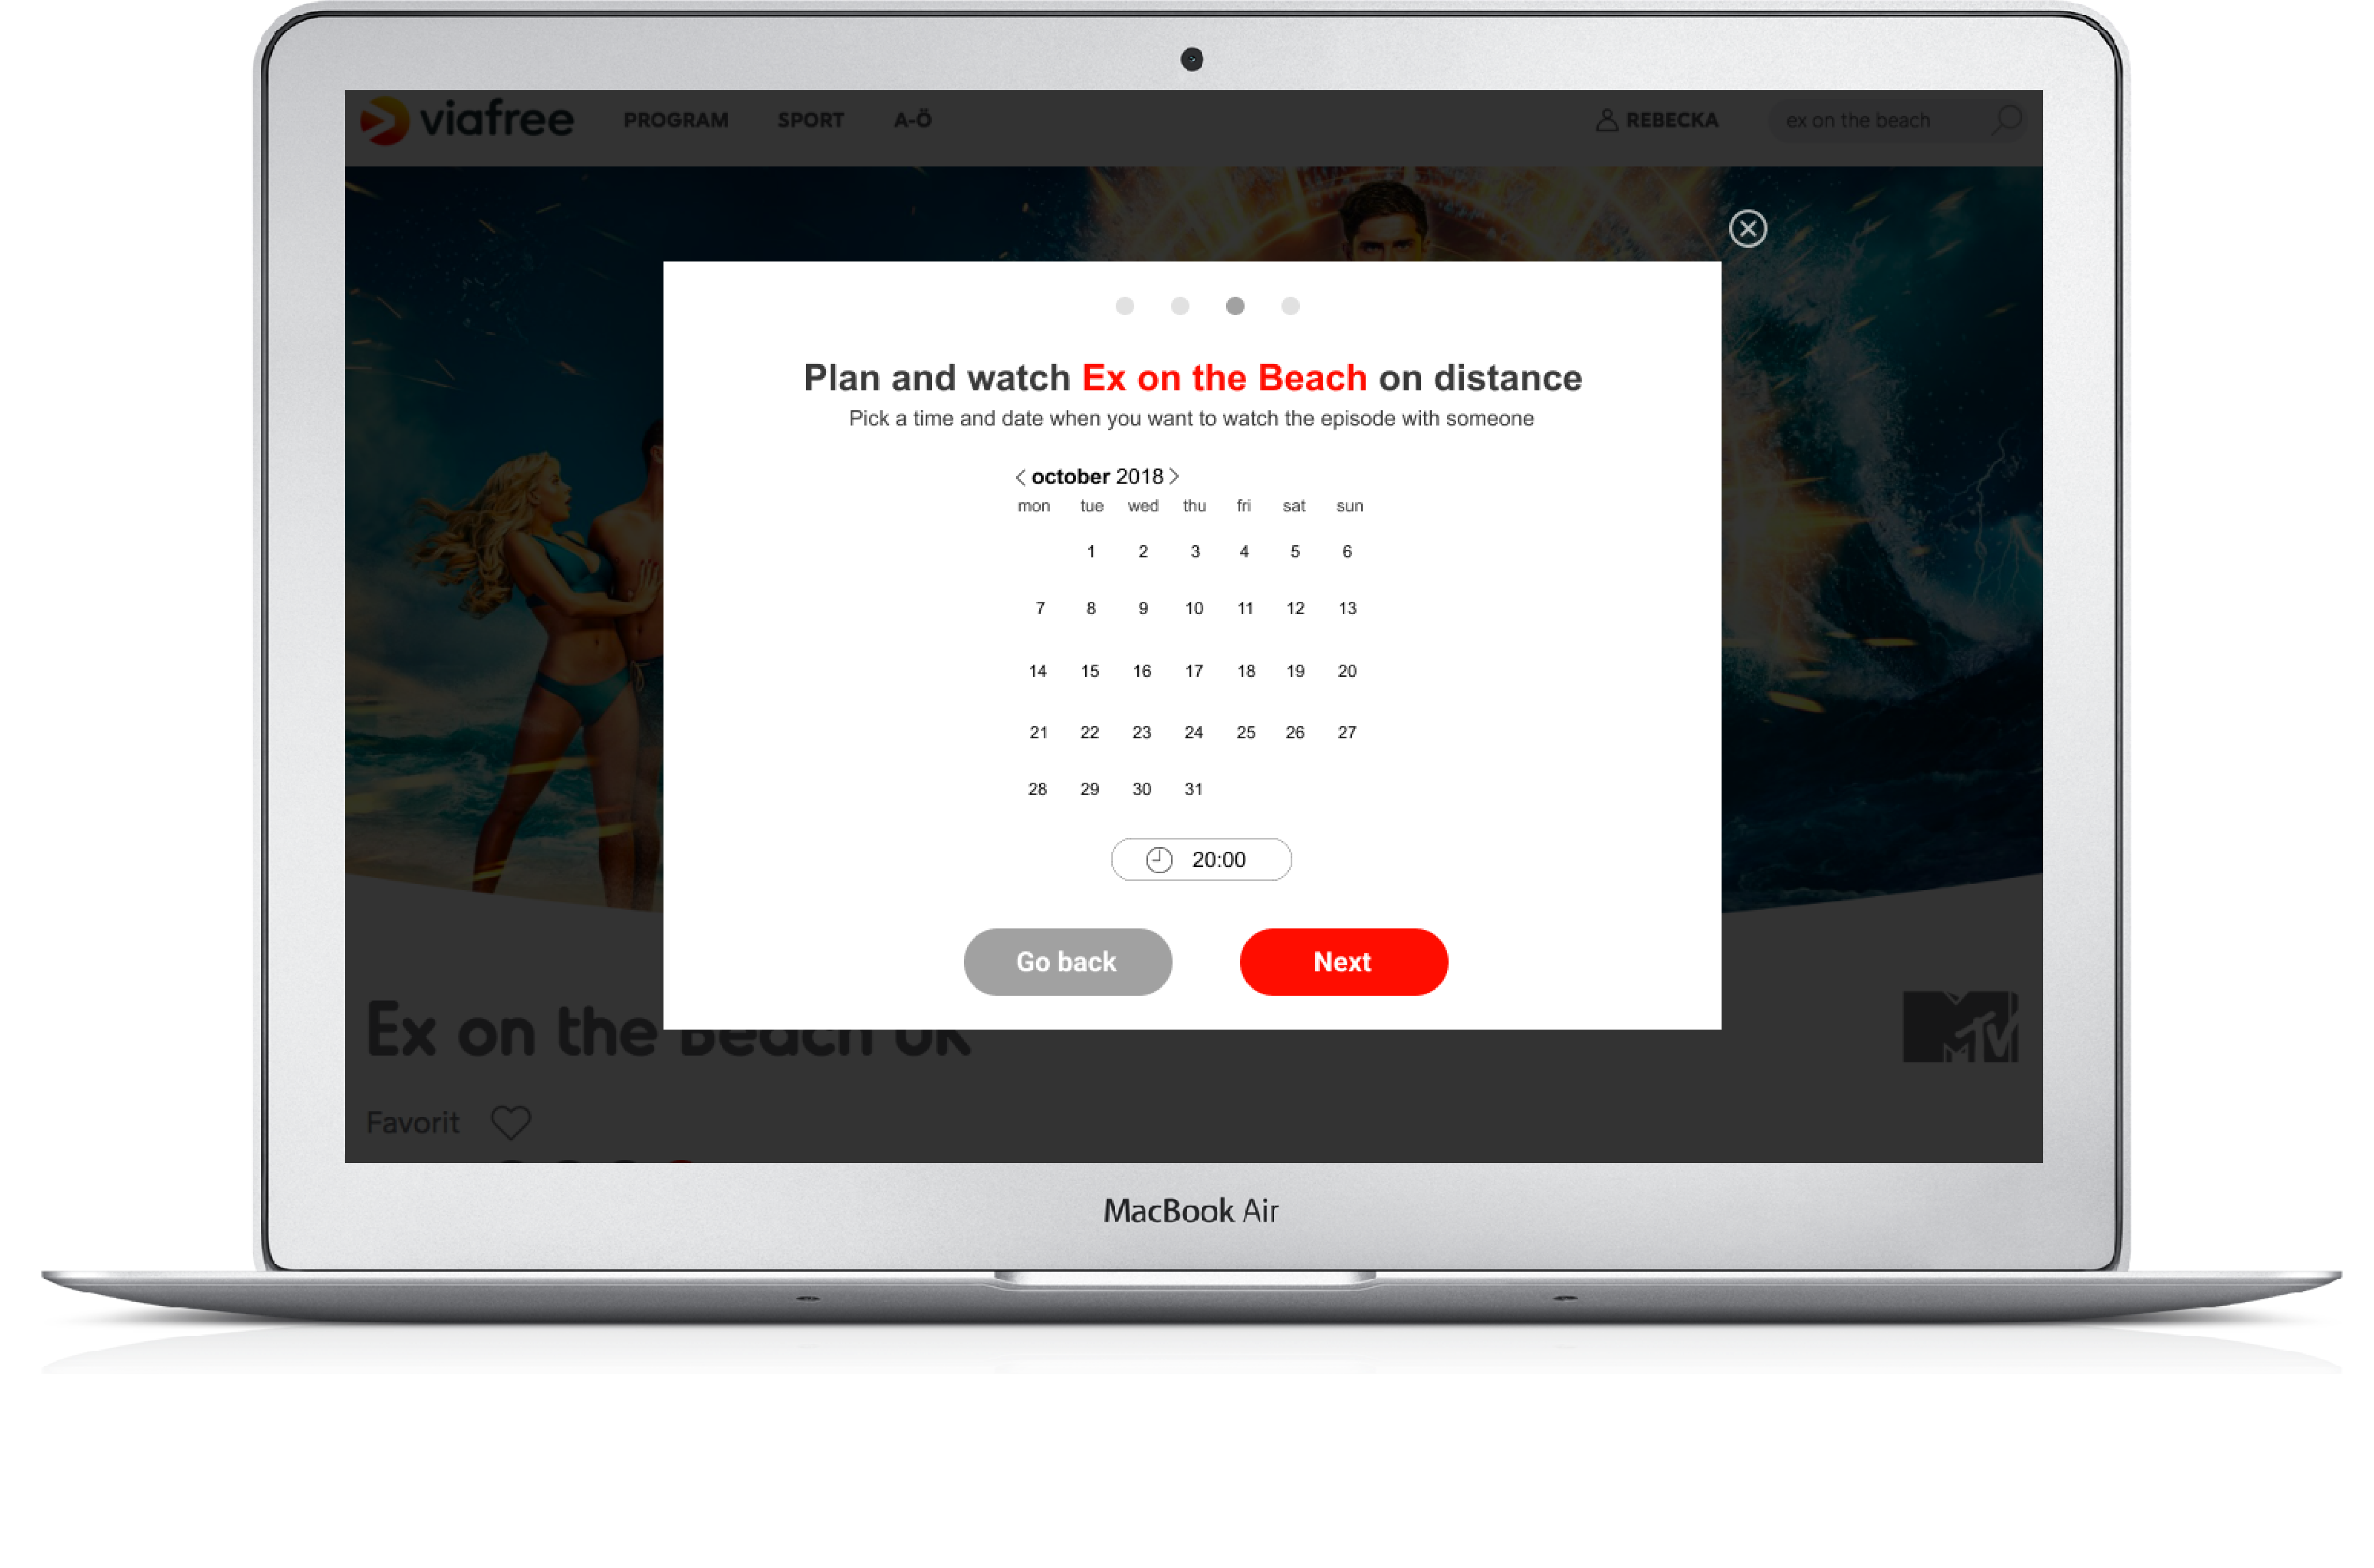 viafree PROGRAM SPORT A-Ö REBECKA ex on the beach
Plan and watch Ex on the Beach on distance
Pick a time and date when you want to watch the episode with someone
< october 2018 >
mon tue wed thu fri sat sun
1 2 3 4 5 6
7 8 9 10 11 12 13
14 15 16 17 18 19 20
21 22 23 24 25 26 27
28 29 30 31
20:00
Go back Next
Ex on the Beach UK
MTV
Favorit
MacBook Air